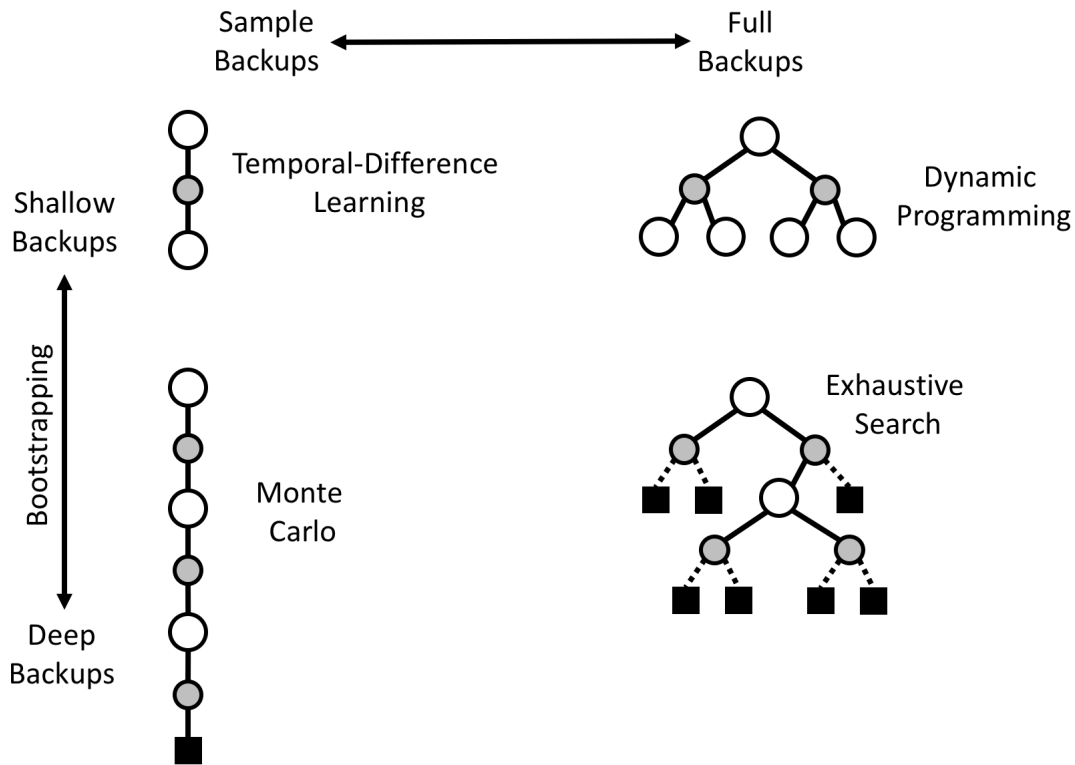 Sample
Backups
Full
Backups
Temporal-Difference
Learning
Dynamic
Programming
Shallow
Backups
Bootstrapping
Exhaustive
Search
Monte
Carlo
Deep
Backups